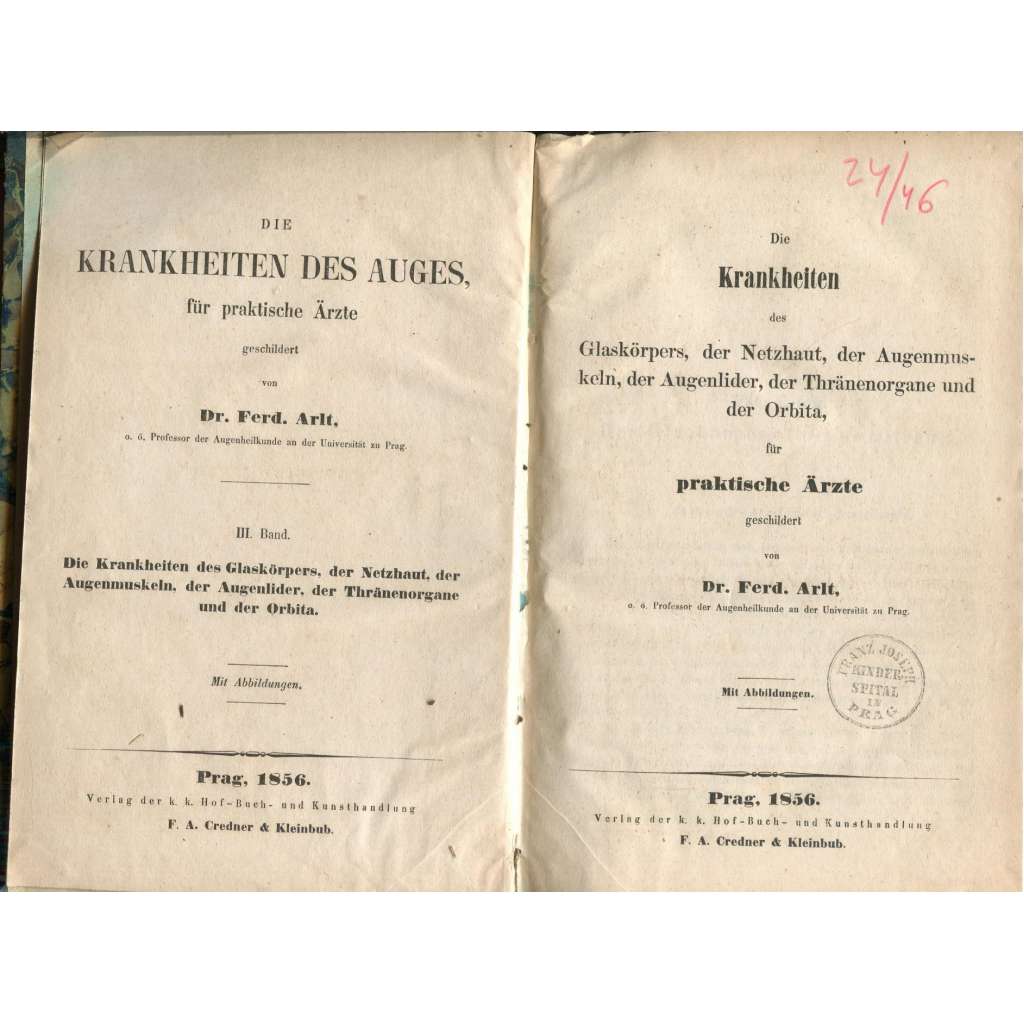 DIE
KRANKHEITEN DES AUGES,
für praktische Ärzte
geschildert
von
Dr. Ferd. Arlt,
o. ö. Professor der Augenheilkunde an der Universität zu Prag.
III. Band.
Die Krankheiten des Glaskörpers, der Netzhaut, der
Augenmuskeln, der Augenlider, der Thränenorgane
und der Orbita.
Mit Abbildungen.
Prag, 1856.
Verlag der k. k. Hof-Buch- und Kunsthandlung
F. A. Credner & Kleinbub.
24/46
Die
Krankheiten
des
Glaskörpers, der Netzhaut, der Augenmus-
keln, der Augenlider, der Thränenorgane und
der Orbita,
für
praktische Ärzte
geschildert
von
Dr. Ferd. Arlt,
o. ö. Professor der Augenheilkunde an der Universität zu Prag.
FRANZ JOSEPH
KINDER
SPITAL
IN
PRAG
Mit Abbildungen.
Prag, 1856.
Verlag der k. k. Hof-Buch- und Kunsthandlung
F. A. Credner & Kleinbub.